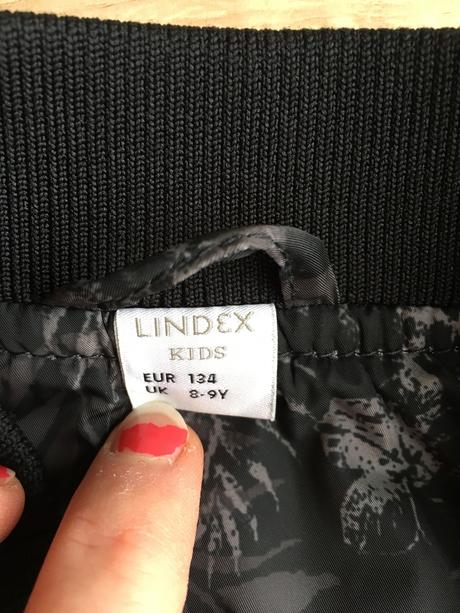 LINDEX
KIDS
EUR 134
UK 8-9Y